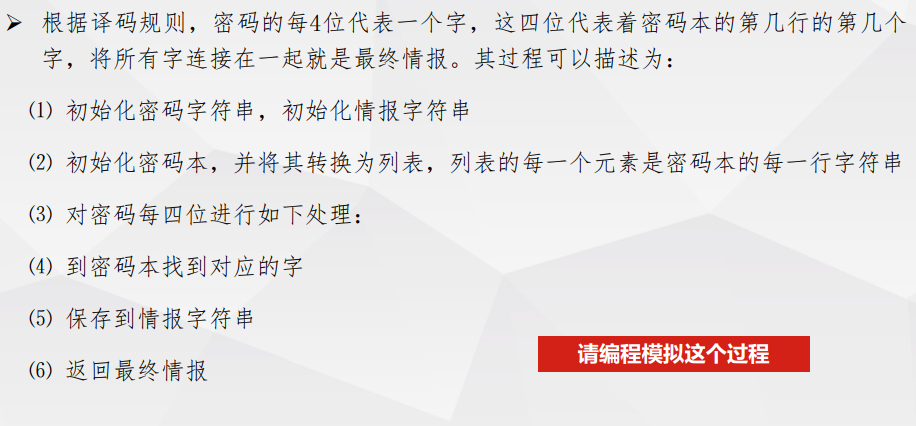 ➢ 根据译码规则，密码的每4位代表一个字，这四位代表着密码本的第几行的第几个
字，将所有字连接在一起就是最终情报。其过程可以描述为：
⑴ 初始化密码字符串，初始化情报字符串
⑵ 初始化密码本，并将其转换为列表，列表的每一个元素是密码本的每一行字符串
⑶ 对密码每四位进行如下处理：
⑷ 到密码本找到对应的字
⑸ 保存到情报字符串
⑹ 返回最终情报
请编程模拟这个过程